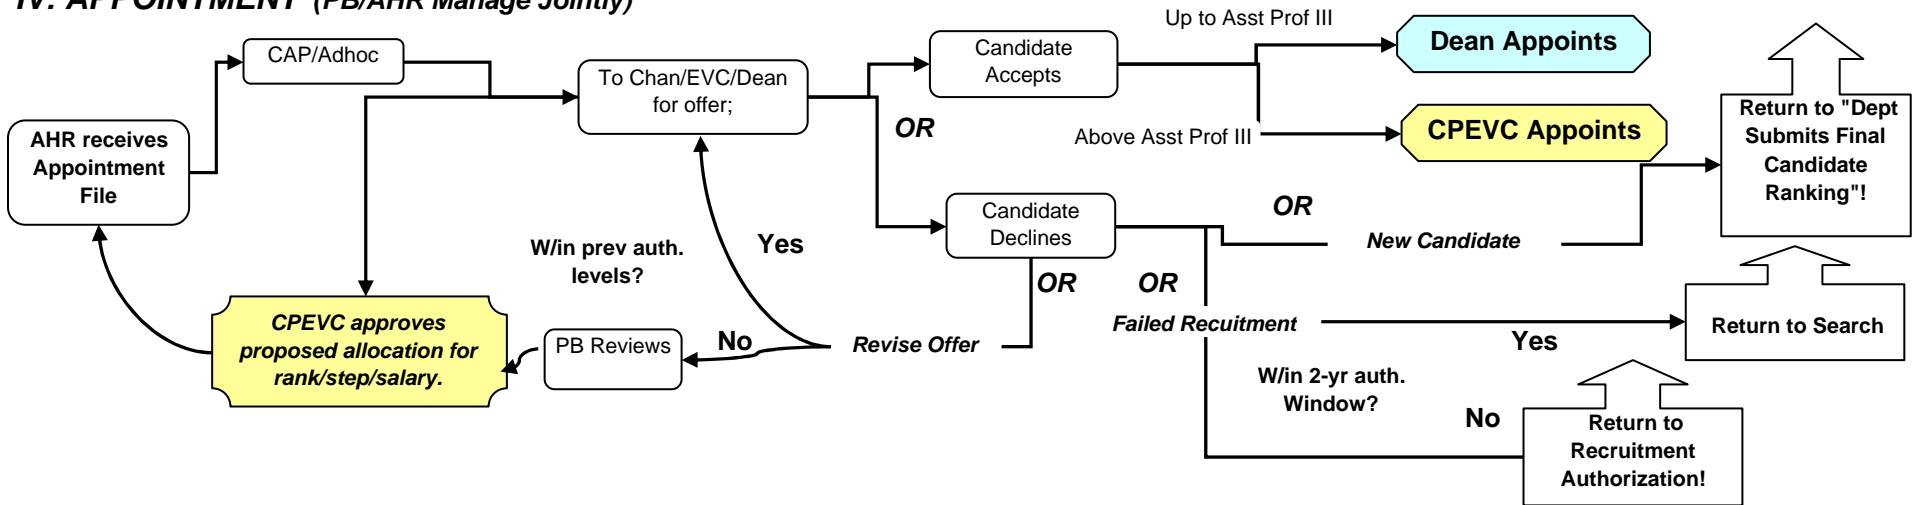 IV. APPOINTMENT (PB/AHR Manage Jointly)
CAP/Adhoc
To Chan/EVC/Dean
for offer;
Candidate
Accepts
Up to Asst Prof III
Dean Appoints
AHR receives
Appointment
File
OR
Above Asst Prof III
CPEVC Appoints
Return to "Dept
Submits Final
Candidate
Ranking"!
Candidate
Declines
OR
New Candidate
W/in prev auth.
levels?
Yes
OR
OR
CPEVC approves
proposed allocation for
rank/step/salary.
PB Reviews
No
Revise Offer
Failed Recuitment
Yes
Return to Search
W/in 2-yr auth.
Window?
No
Return to
Recruitment
Authorization!